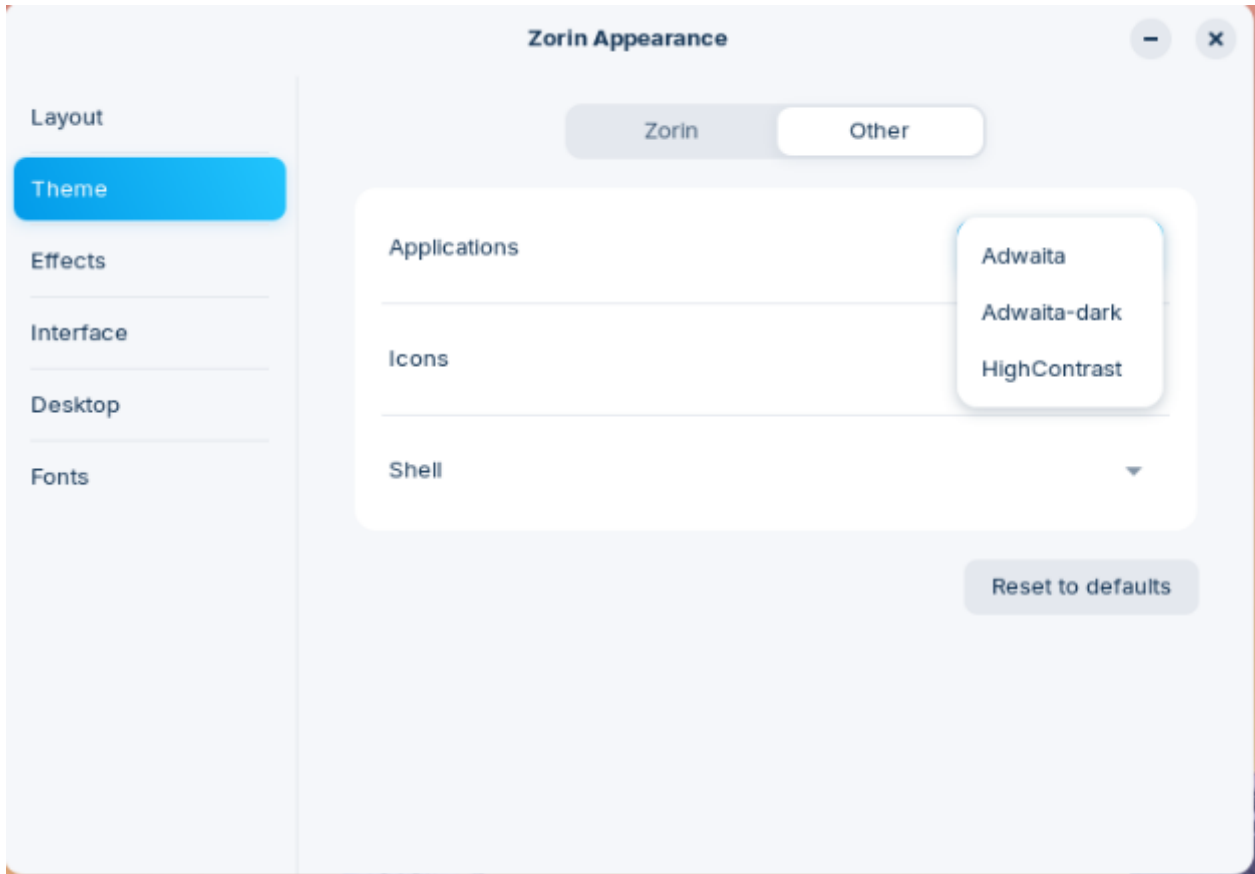 Zorin Appearance
Layout
Theme
Effects
Interface
Desktop
Fonts
Zorin
Other
Applications
Adwaita
Adwaita-dark
HighContrast
Icons
Shell
Reset to defaults